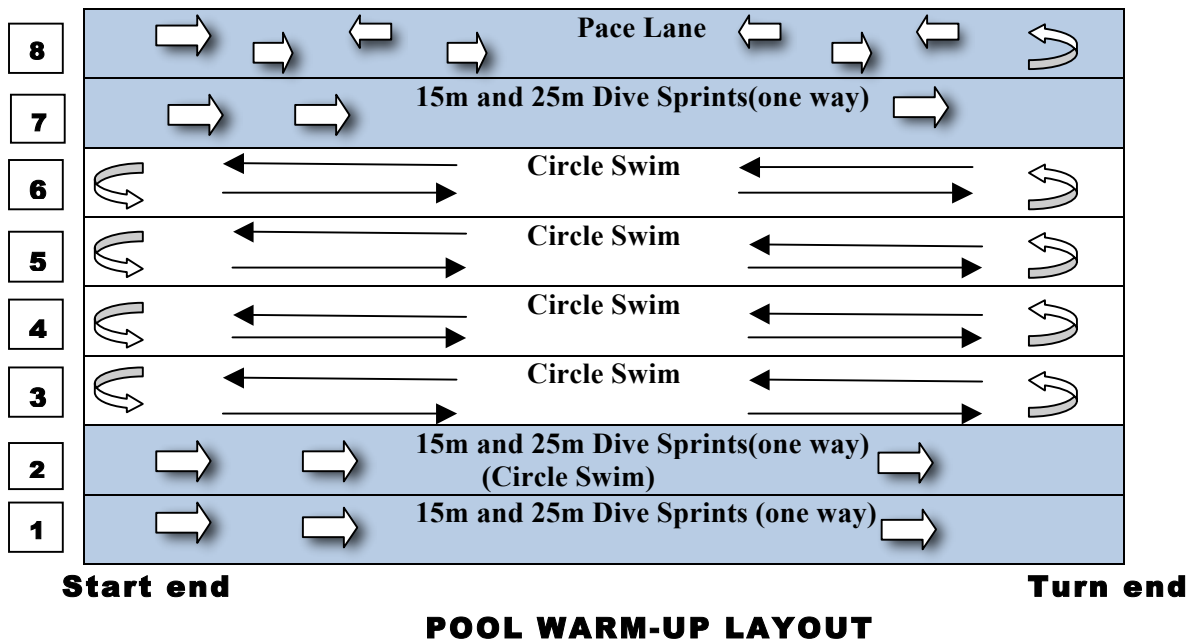 8 Pace Lane
7 15m and 25m Dive Sprints(one way)
6 Circle Swim
5 Circle Swim
4 Circle Swim
3 Circle Swim
2 15m and 25m Dive Sprints(one way)
(Circle Swim)
1 15m and 25m Dive Sprints (one way)
Start end Turn end
POOL WARM-UP LAYOUT